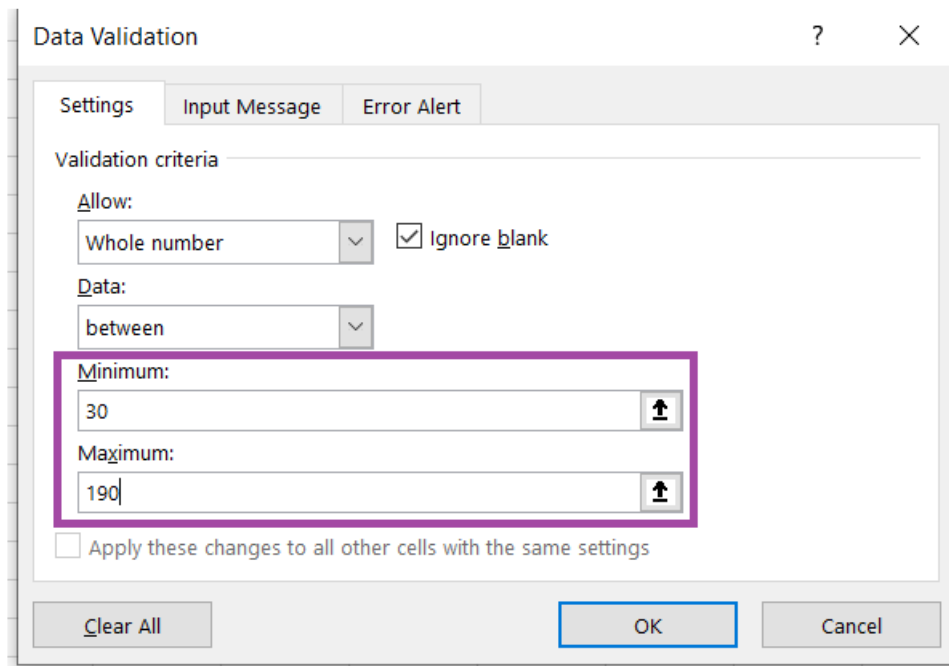 Data Validation ?
Settings Input Message Error Alert
Validation criteria
Allow:
Whole number Ignore blank
Data:
between
Minimum:
30
Maximum:
190
Apply these changes to all other cells with the same settings
Clear All OK Cancel